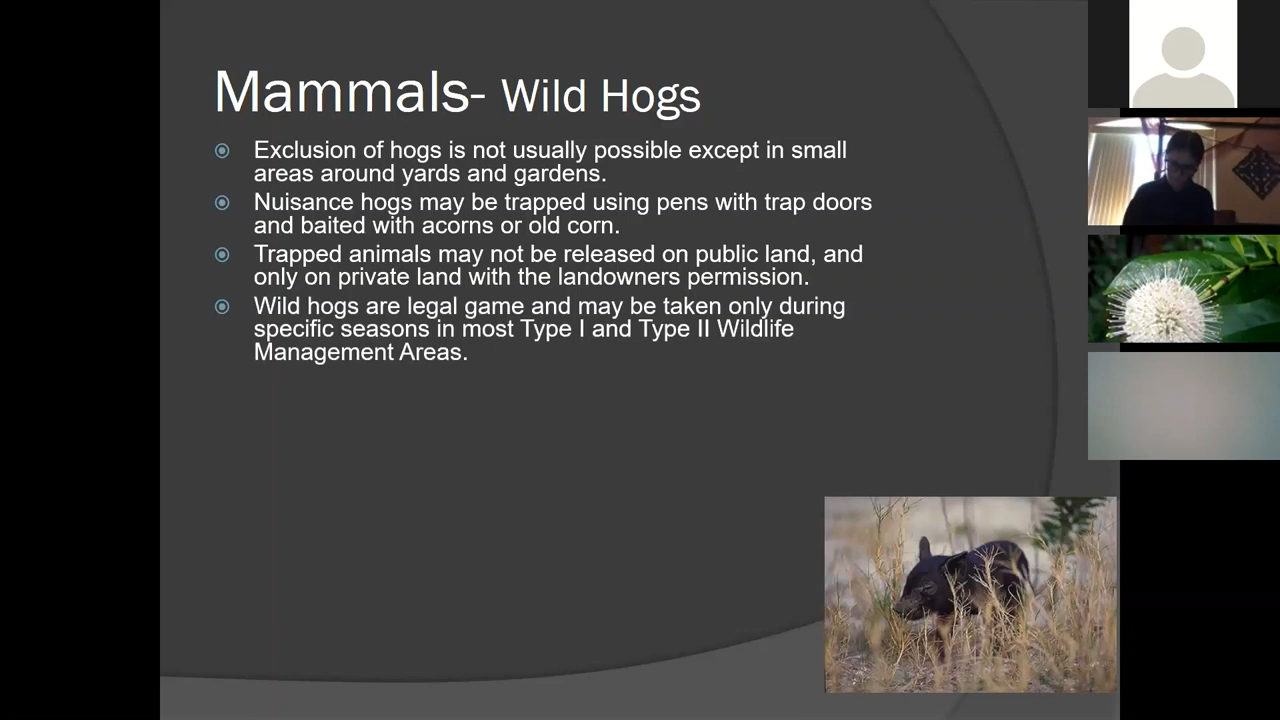 Mammals- Wild Hogs
Exclusion of hogs is not usually possible except in small
areas around yards and gardens.
Nuisance hogs may be trapped using pens with trap doors
and baited with acorns or old corn.
Trapped animals may not be released on public land, and
only on private land with the landowners permission.
Wild hogs are legal game and may be taken only during
specific seasons in most Type I and Type II Wildlife
Management Areas.